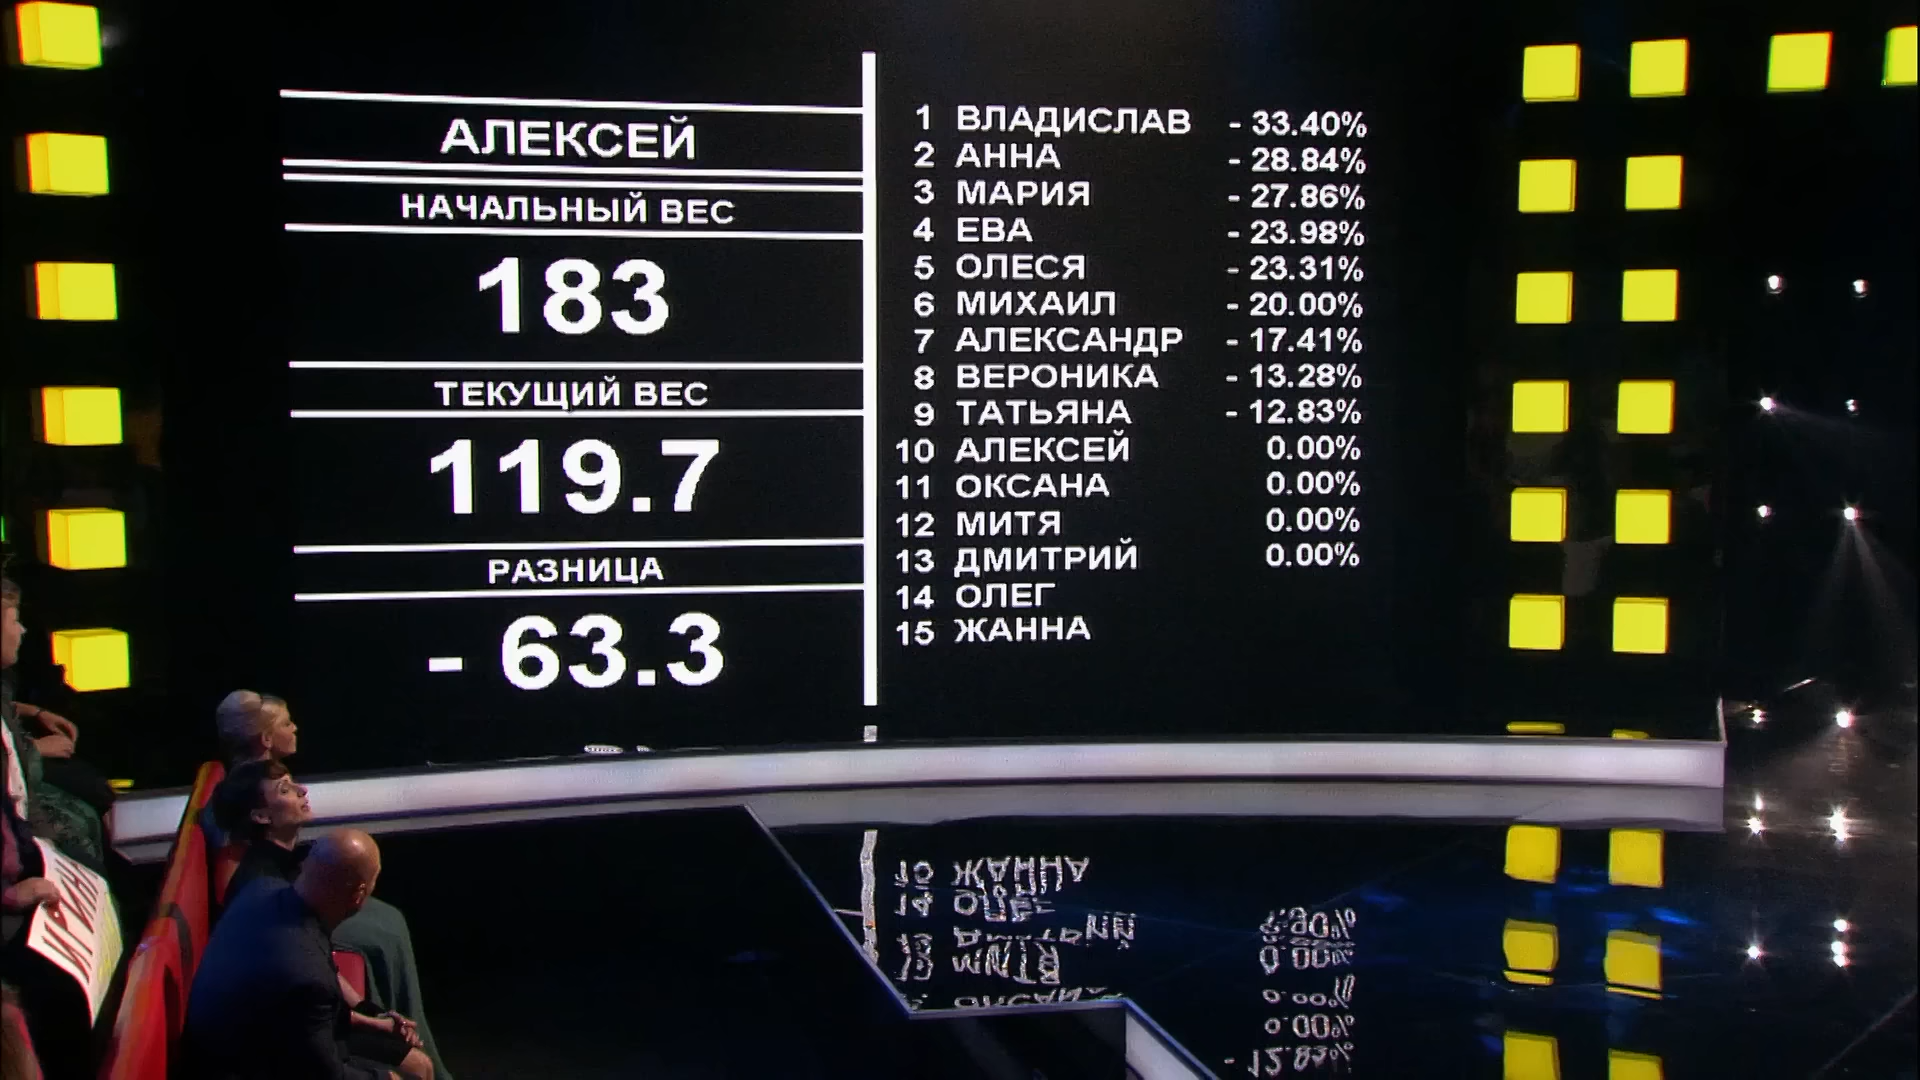 АЛЕКСЕЙ
НАЧАЛЬНЫЙ ВЕС
183
ТЕКУЩИЙ ВЕС
119.7
РАЗНИЦА
- 63.3
1 ВЛАДИСЛАВ - 33.40%
2 АННА - 28.84%
3 МАРИЯ - 27.86%
4 ЕВА - 23.98%
5 ОЛЕСЯ - 23.31%
6 МИХАИЛ - 20.00%
7 АЛЕКСАНДР - 17.41%
8 ВЕРОНИКА - 13.28%
9 ТАТЬЯНА - 12.83%
10 АЛЕКСЕЙ 0.00%
11 ОКСАНА 0.00%
12 МИТЯ 0.00%
13 ДМИТРИЙ 0.00%
14 ОЛЕГ
15 ЖАННА